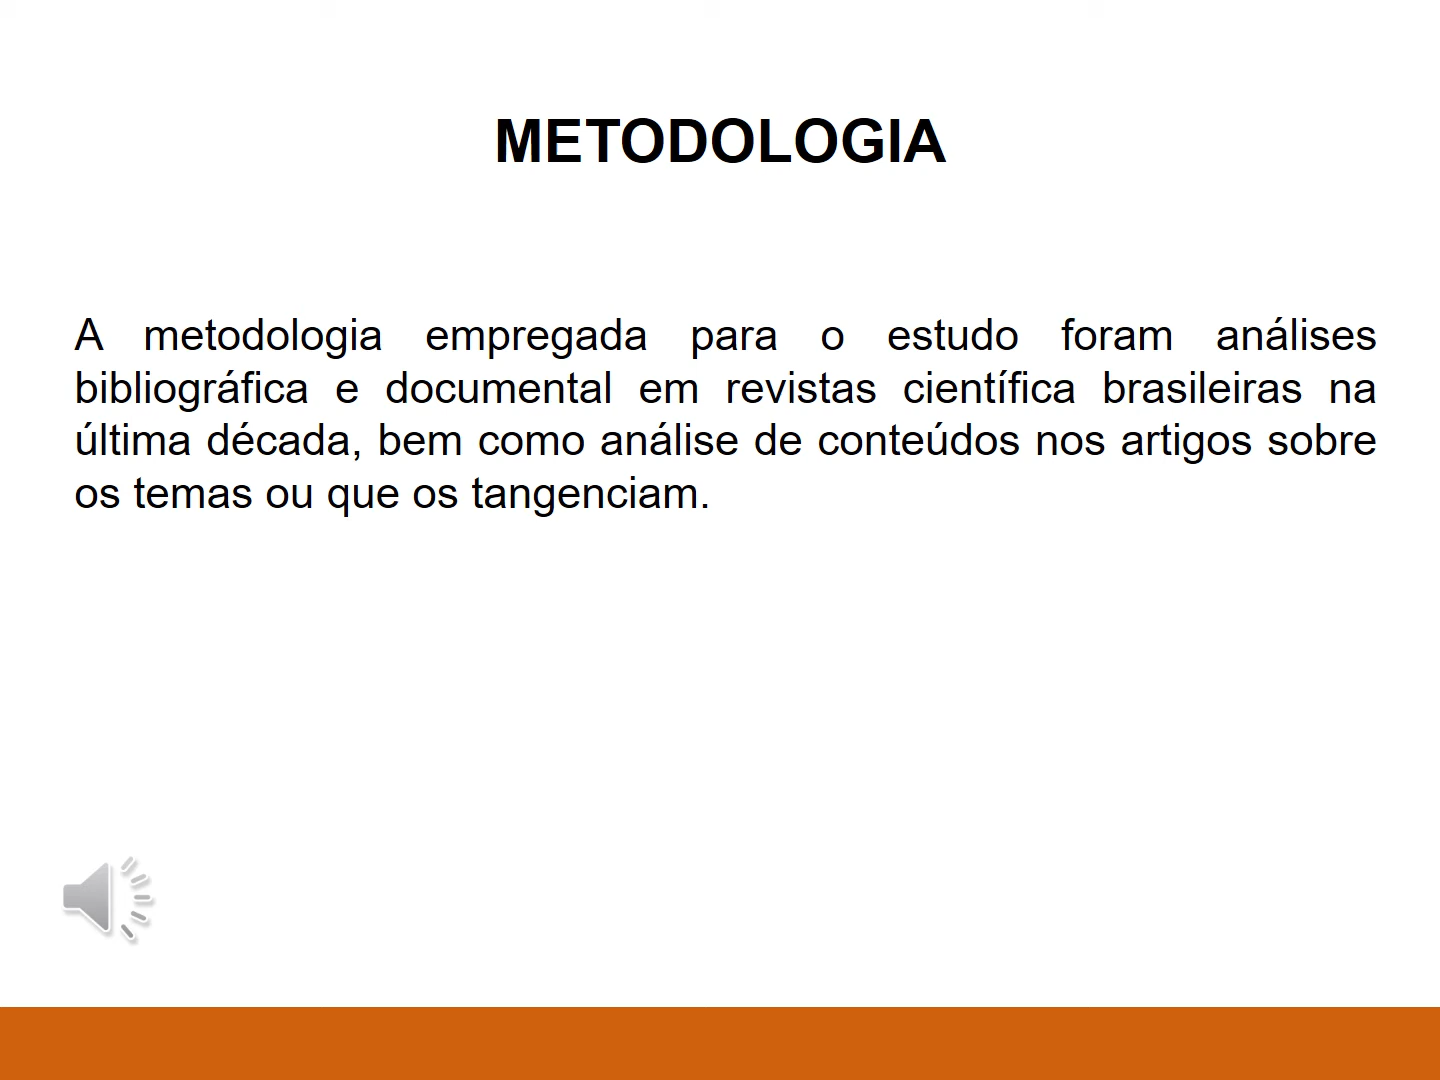 METODOLOGIA
A metodologia empregada para o estudo foram análises
bibliográfica e documental em revistas científica brasileiras na
última década, bem como análise de conteúdos nos artigos sobre
os temas ou que os tangenciam.